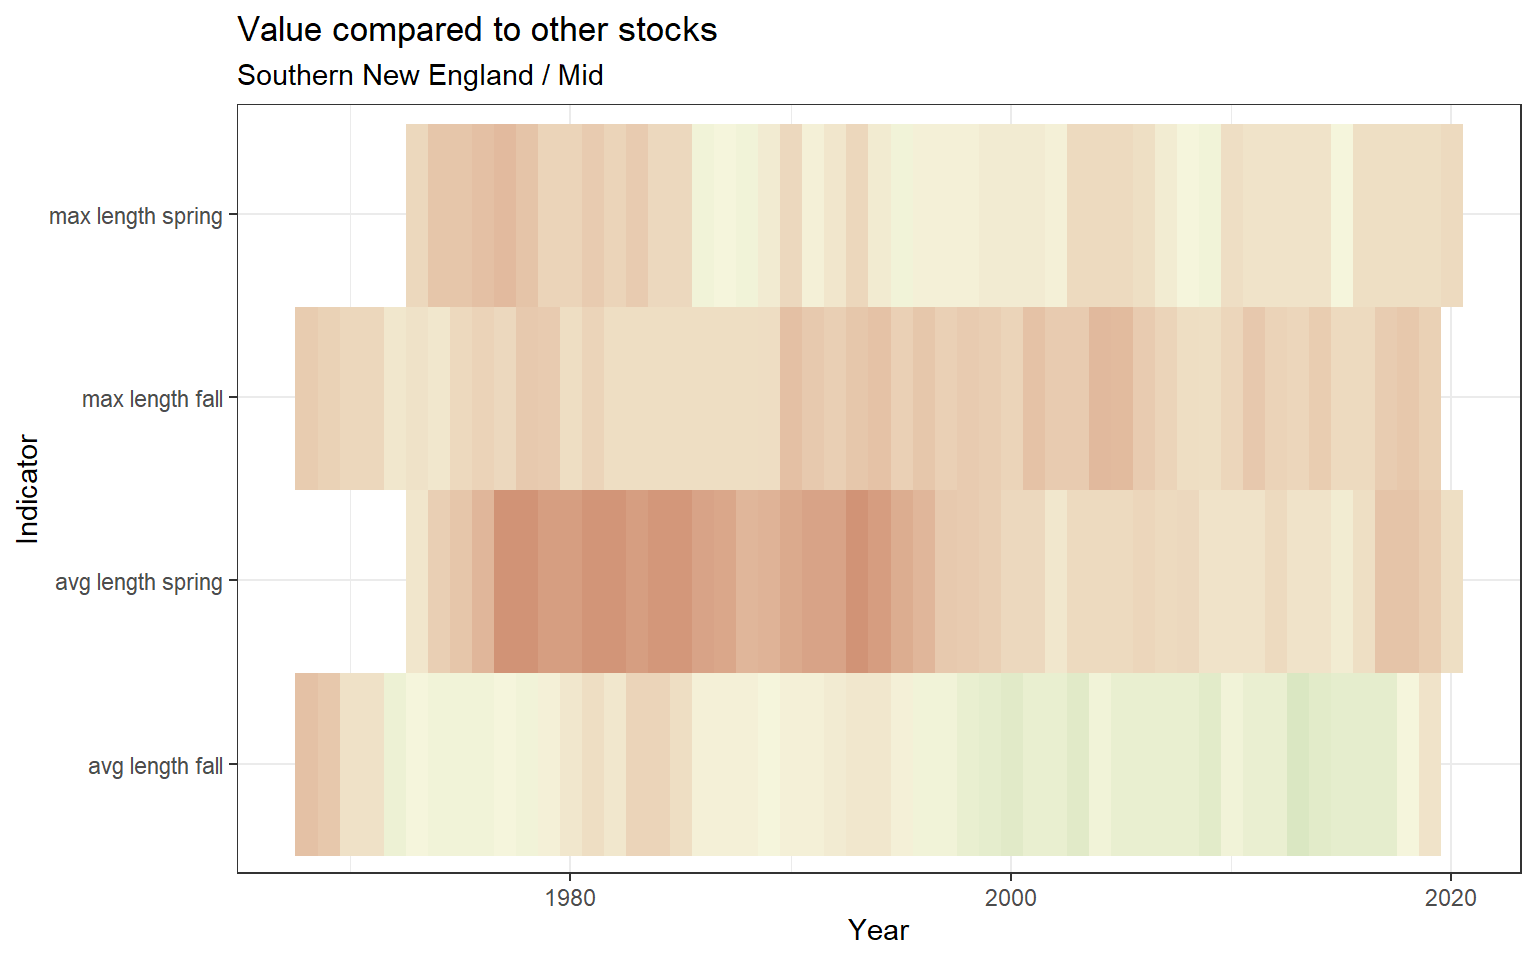 Value compared to other stocks
Southern New England / Mid
Indicator
max length spring
max length fall
avg length spring
avg length fall
1980
2000
2020
Year